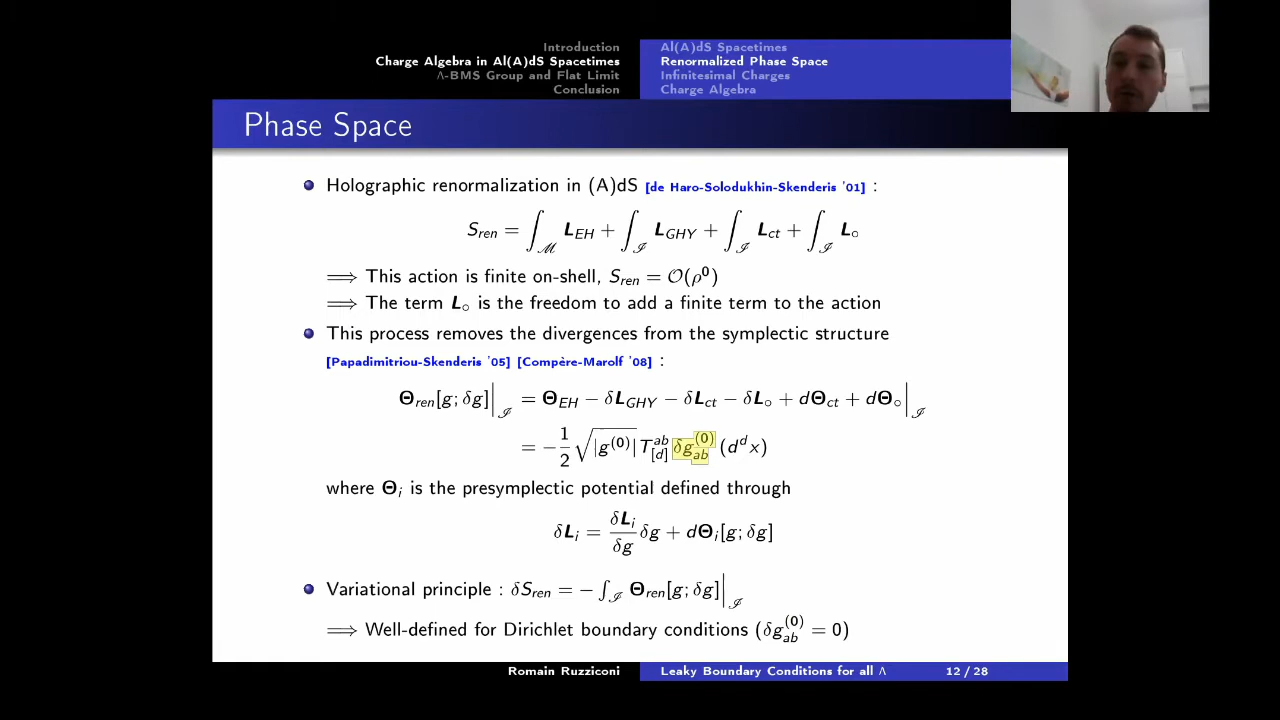 Introduction
Charge Algebra in Al(A)dS Spacetimes
Λ-BMS Group and Flat Limit
Conclusion
Al(A)dS Spacetimes
Renormalized Phase Space
Infinitesimal Charges
Charge Algebra
Phase Space
Holographic renormalization in (A)dS [de Haro-Solodukhin-Skenderis '01] :
S_ren = ∫_ℳ L_EH + ∫_ℐ L_GHY + ∫_ℐ L_ct + ∫_ℐ L_∘
⟹ This action is finite on-shell, S_ren = 𝒪(ρ^0)
⟹ The term L_∘ is the freedom to add a finite term to the action
This process removes the divergences from the symplectic structure
[Papadimitriou-Skenderis '05] [Compère-Marolf '08] :
Θ_ren[g; δg]|_ℐ = Θ_EH − δL_GHY − δL_ct − δL_∘ + dΘ_ct + dΘ_∘|_ℐ
= −1/2 √|g^(0)| T^ab_[d] δg^(0)_ab (d^d x)
where Θ_i is the presymplectic potential defined through
δL_i = δL_i/δg δg + dΘ_i[g; δg]
Variational principle : δS_ren = −∫_ℐ Θ_ren[g; δg]|_ℐ
⟹ Well-defined for Dirichlet boundary conditions (δg^(0)_ab = 0)
Romain Ruzziconi
Leaky Boundary Conditions for all Λ
12 / 28